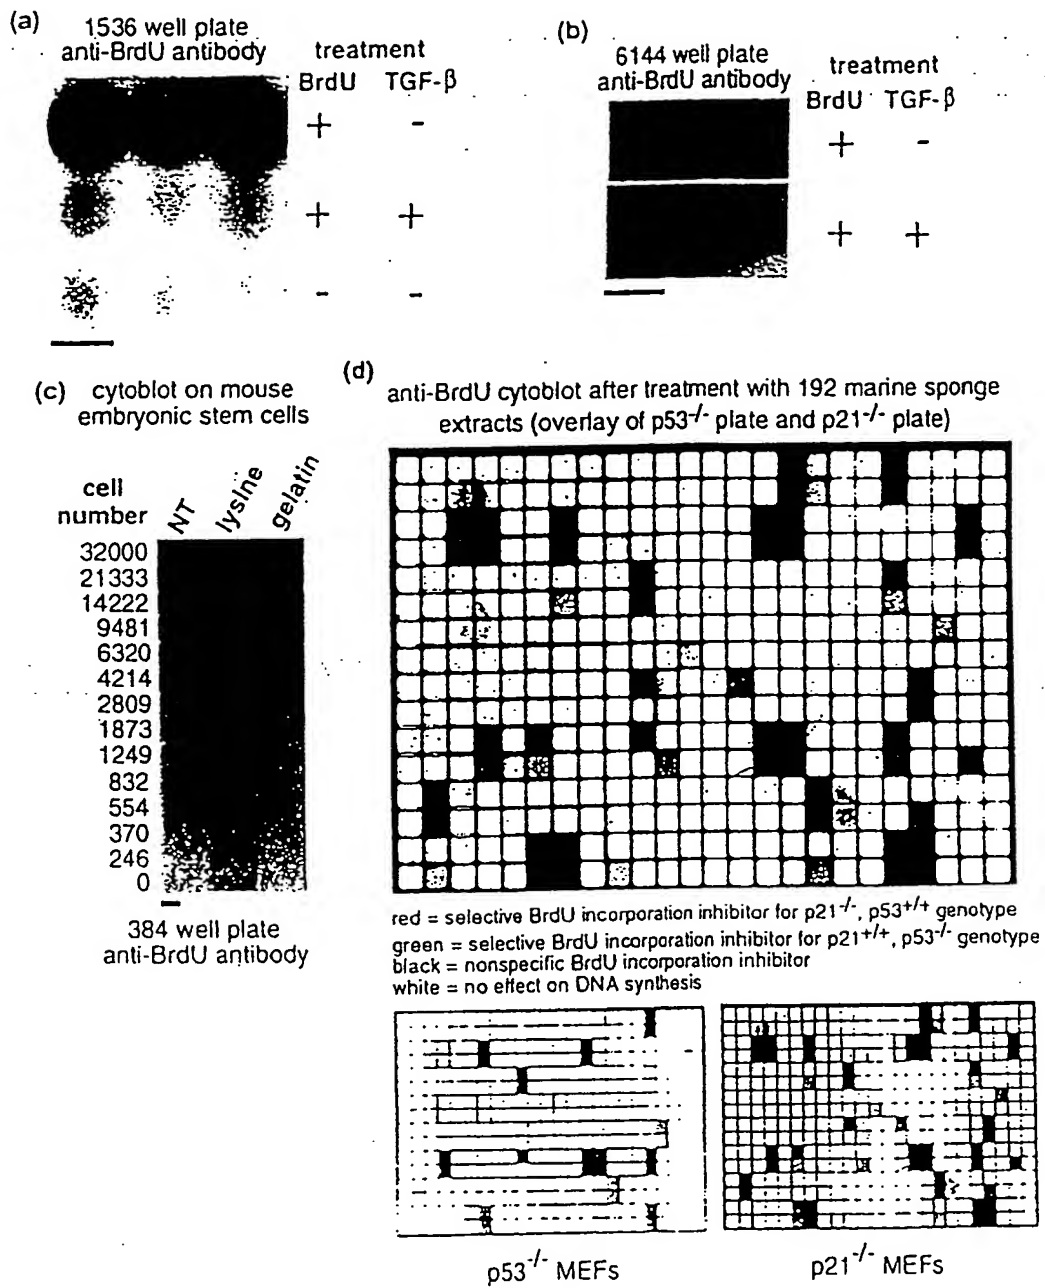 (a)
1536 well plate
anti-BrdU antibody
treatment
BrdU TGF-β
+ -
+ +
- -
(b)
6144 well plate
anti-BrdU antibody
treatment
BrdU TGF-β
+ -
+ +
(c) cytoblot on mouse
embryonic stem cells
cell
number
NT
lysine
gelatin
32000
21333
14222
9481
6320
4214
2809
1873
1249
832
554
370
246
0
384 well plate
anti-BrdU antibody
(d)
anti-BrdU cytoblot after treatment with 192 marine sponge
extracts (overlay of p53-/- plate and p21-/- plate)
red = selective BrdU incorporation inhibitor for p21-/-, p53+/+ genotype
green = selective BrdU incorporation inhibitor for p21+/+, p53-/- genotype
black = nonspecific BrdU incorporation inhibitor
white = no effect on DNA synthesis
p53-/- MEFs
p21-/- MEFs